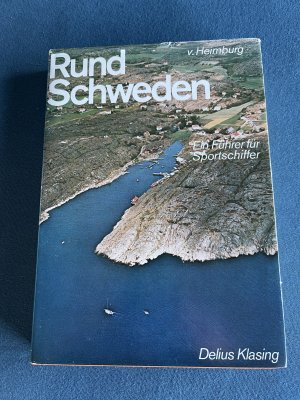 Rund
Schweden
v. Heimburg
Ein Führer für
Sportschiffer
Delius Klasing